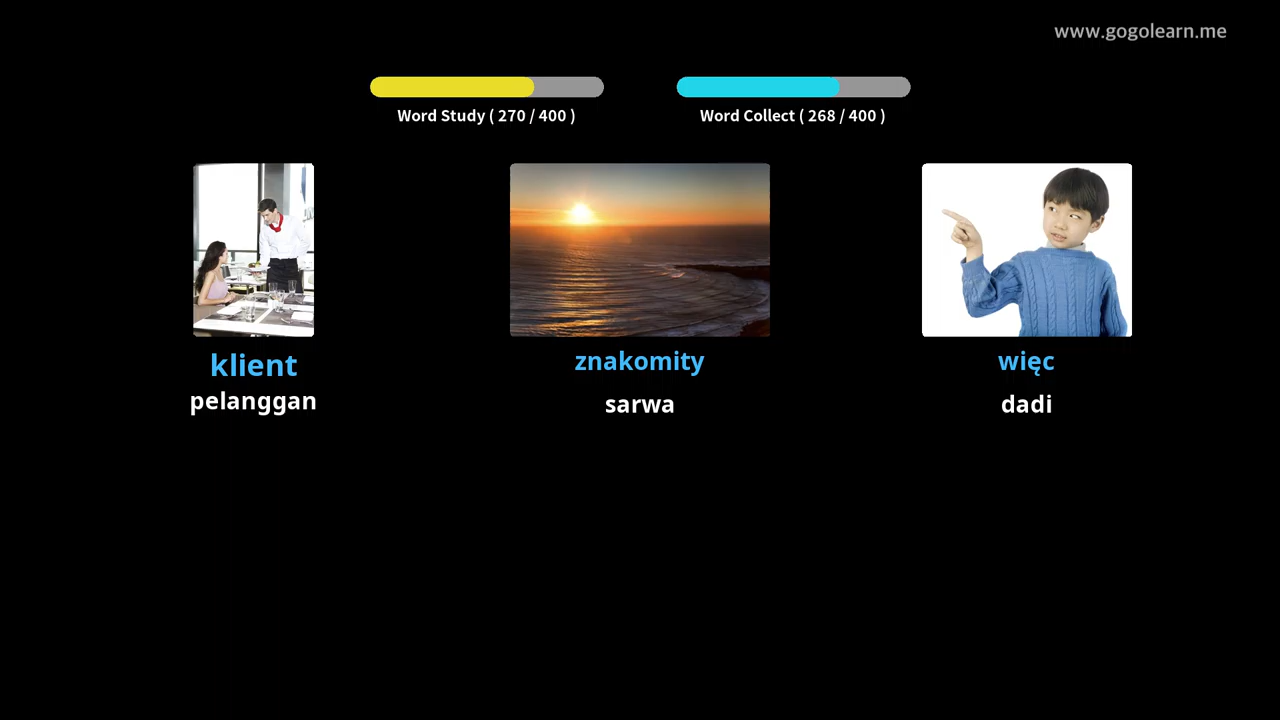 www.gogolearn.me
Word Study ( 270 / 400 )
Word Collect ( 268 / 400 )
klient
pelanggan
znakomity
sarwa
więc
dadi